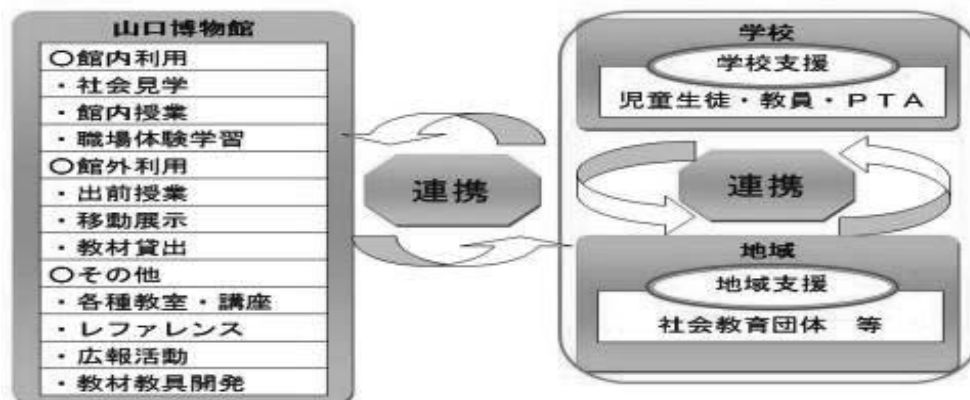 山口博物館
○館内利用
・社会見学
・館内授業
・職場体験学習
○館外利用
・出前授業
・移動展示
・教材貸出
○その他
・各種教室・講座
・レファレンス
・広報活動
・教材教具開発
連携
学校
学校支援
児童生徒・教員・PTA
連携
地域
地域支援
社会教育団体 等